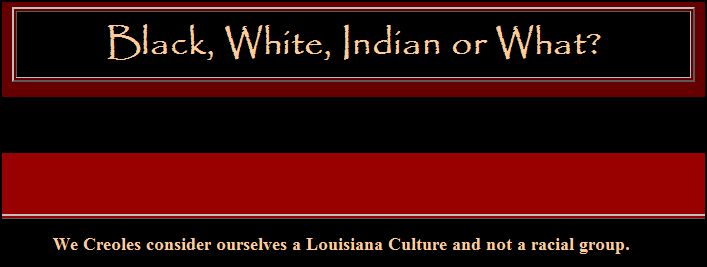 Black, White, Indian or What?
We Creoles consider ourselves a Louisiana Culture and not a racial group.